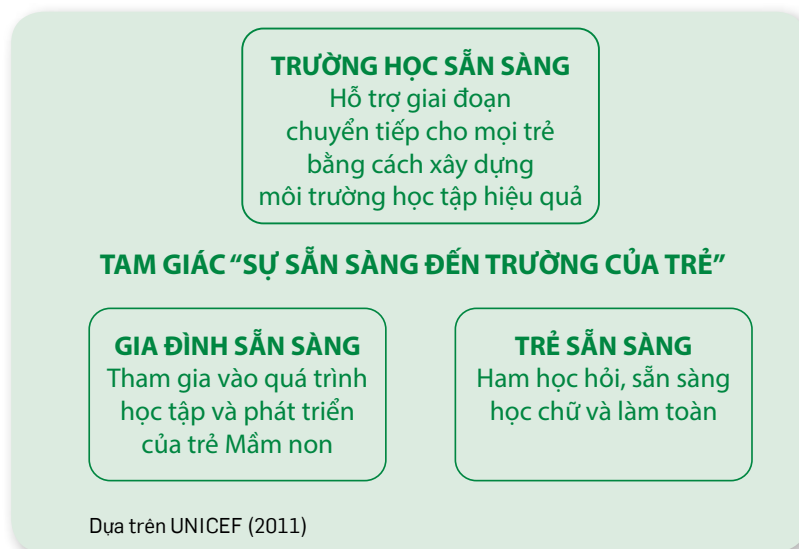 TRƯỜNG HỌC SẴN SÀNG
Hỗ trợ giai đoạn
chuyển tiếp cho mọi trẻ
bằng cách xây dựng
môi trường học tập hiệu quả
TAM GIÁC “SỰ SẴN SÀNG ĐẾN TRƯỜNG CỦA TRẺ”
GIA ĐÌNH SẴN SÀNG
Tham gia vào quá trình
học tập và phát triển
của trẻ Mầm non
TRẺ SẴN SÀNG
Ham học hỏi, sẵn sàng
học chữ và làm toàn
Dựa trên UNICEF (2011)